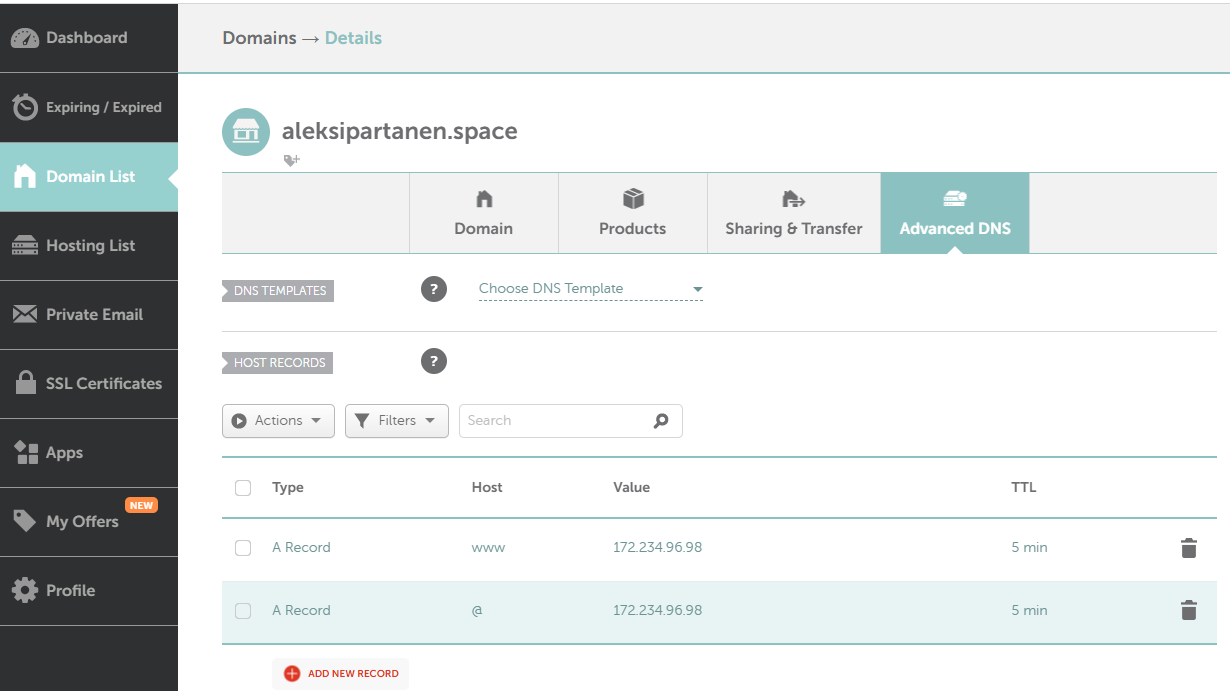 Dashboard
Expiring / Expired
Domain List
Hosting List
Private Email
SSL Certificates
Apps
NEW
My Offers
Profile
Domains → Details
aleksipartanen.space
Domain
Products
Sharing & Transfer
Advanced DNS
DNS TEMPLATES ? Choose DNS Template
HOST RECORDS ?
Actions Filters Search
Type Host Value TTL
A Record www 172.234.96.98 5 min
A Record @ 172.234.96.98 5 min
ADD NEW RECORD